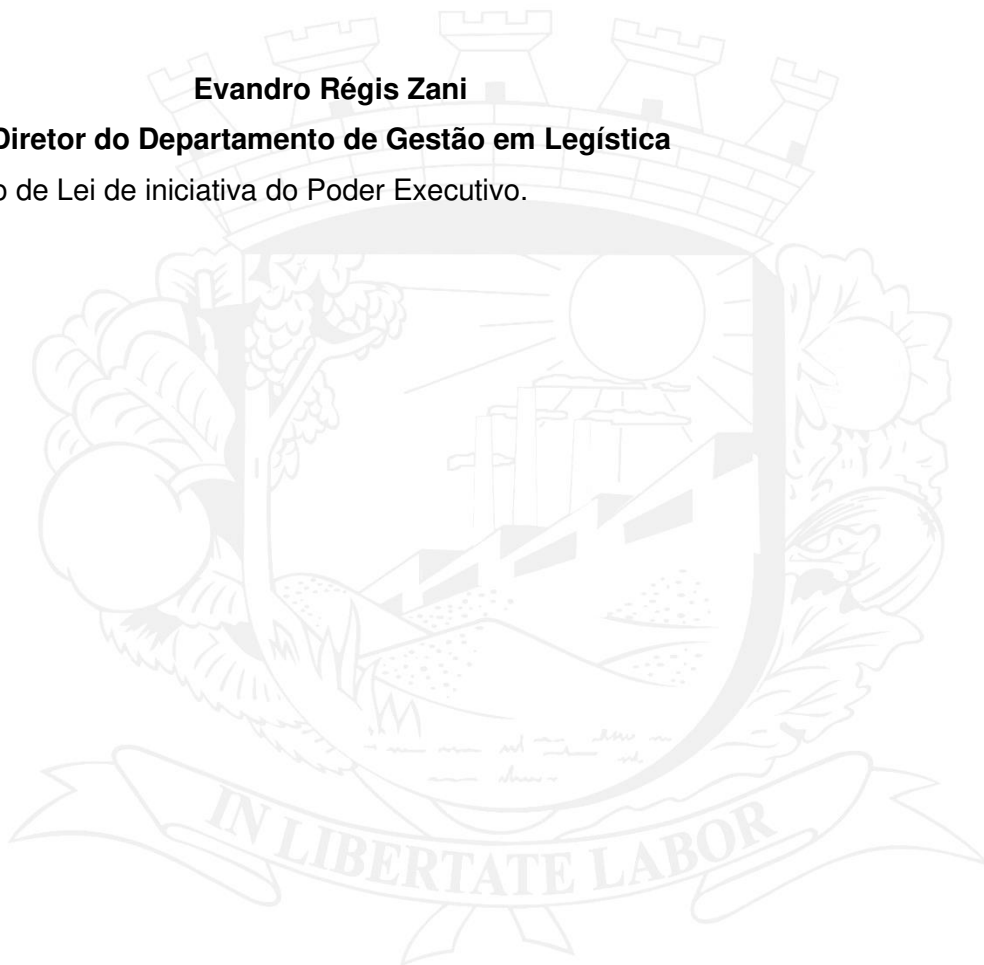 Evandro Régis Zani
Diretor do Departamento de Gestão em Legística
o de Lei de iniciativa do Poder Executivo.
IN LIBERTATE LABOR